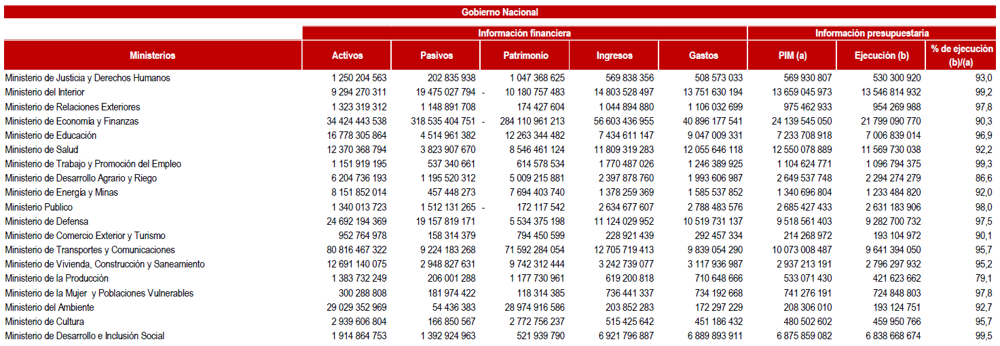 Gobierno Nacional
Información financiera Información presupuestaria
Ministerios Activos Pasivos Patrimonio Ingresos Gastos PIM (a) Ejecución (b) % de ejecución (b)/(a)
Ministerio de Justicia y Derechos Humanos 1 250 204 563 202 835 938 1 047 368 625 569 838 356 508 573 033 569 930 807 530 300 920 93,0
Ministerio del Interior 9 294 270 311 19 475 027 794 - 10 180 757 483 14 803 528 497 13 751 630 194 13 659 045 973 13 546 814 932 99,2
Ministerio de Relaciones Exteriores 1 323 319 312 1 148 891 708 174 427 604 1 044 894 880 1 106 032 699 975 462 933 954 269 988 97,8
Ministerio de Economía y Finanzas 34 424 443 538 318 535 404 751 - 284 110 961 213 56 603 436 955 40 896 177 541 24 139 545 050 21 799 090 770 90,3
Ministerio de Educación 16 778 305 864 4 514 961 382 12 263 344 482 7 434 611 147 9 047 009 331 7 233 708 918 7 006 839 014 96,9
Ministerio de Salud 12 370 368 794 3 823 907 670 8 546 461 124 11 809 319 283 12 055 646 118 12 550 078 889 11 569 730 038 92,2
Ministerio de Trabajo y Promoción del Empleo 1 151 919 195 537 340 661 614 578 534 1 770 487 026 1 246 389 925 1 104 624 771 1 096 794 375 99,3
Ministerio de Desarrollo Agrario y Riego 6 204 736 193 1 195 520 312 5 009 215 881 2 397 878 760 1 993 606 987 2 649 537 748 2 294 274 279 86,6
Ministerio de Energía y Minas 8 151 852 014 457 448 273 7 694 403 740 1 378 259 369 1 585 537 852 1 340 696 804 1 233 484 820 92,0
Ministerio Publico 1 340 013 723 1 512 131 265 - 172 117 542 2 634 677 607 2 788 483 576 2 685 427 433 2 631 183 906 98,0
Ministerio de Defensa 24 692 194 369 19 157 819 171 5 534 375 198 11 124 029 952 10 519 731 137 9 518 561 403 9 282 700 732 97,5
Ministerio de Comercio Exterior y Turismo 952 764 978 158 314 379 794 450 599 228 921 439 292 457 334 214 268 972 193 104 972 90,1
Ministerio de Transportes y Comunicaciones 80 816 467 322 9 224 183 268 71 592 284 054 12 705 719 413 9 839 054 290 10 073 008 487 9 641 394 050 95,7
Ministerio de Vivienda, Construcción y Saneamiento 12 691 140 075 2 948 827 631 9 742 312 444 3 242 739 077 3 117 936 987 2 937 213 191 2 796 297 932 95,2
Ministerio de la Producción 1 383 732 249 206 001 288 1 177 730 961 619 200 818 710 648 666 533 071 430 421 623 662 79,1
Ministerio de la Mujer y Poblaciones Vulnerables 300 288 808 181 974 422 118 314 385 736 441 337 734 192 668 741 276 191 724 848 803 97,8
Ministerio del Ambiente 29 029 352 969 54 436 383 28 974 916 586 203 852 283 172 297 229 208 306 010 193 124 751 92,7
Ministerio de Cultura 2 939 606 804 166 850 567 2 772 756 237 515 425 642 451 186 432 480 502 602 459 950 766 95,7
Ministerio de Desarrollo e Inclusión Social 1 914 864 753 1 392 924 963 521 939 790 6 921 796 887 6 889 893 911 6 875 859 082 6 838 668 674 99,5